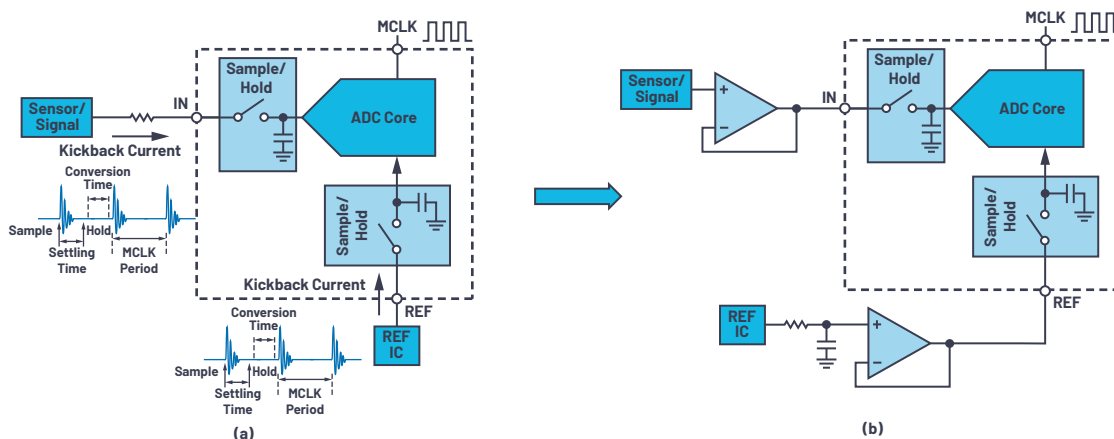 MCLK
Sample/
Hold
ADC Core
Sensor/
Signal
IN
Kickback Current
Conversion
Time
Sample
Hold
Settling
Time
MCLK
Period
Sample/
Hold
Kickback Current
REF
REF
IC
Conversion
Time
Sample
Hold
Settling
Time
MCLK
Period
(a)
MCLK
Sample/
Hold
ADC Core
Sensor/
Signal
+
−
IN
Sample/
Hold
REF
REF
IC
+
−
(b)